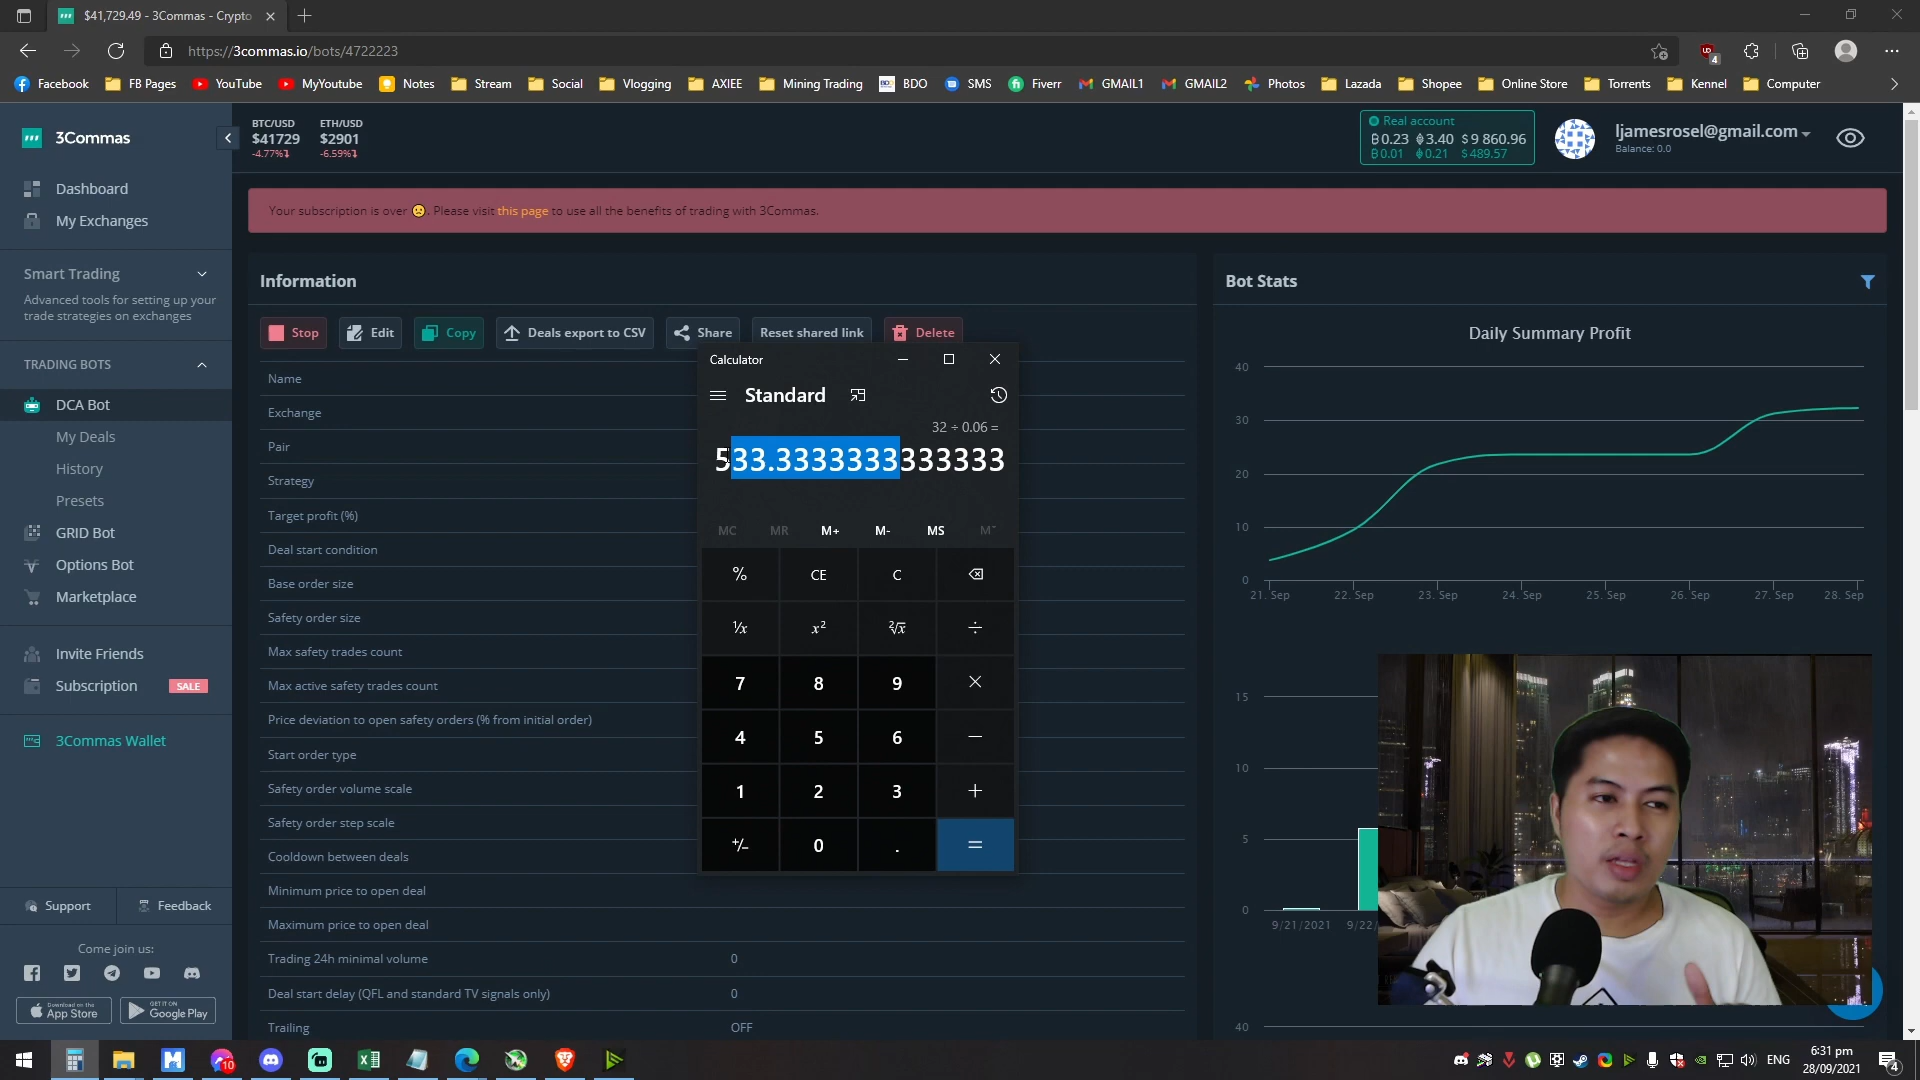 $41,729.49 - 3Commas - Crypto
https://3commas.io/bots/4722223
Facebook FB Pages YouTube MyYoutube Notes Stream Social Vlogging AXIEE Mining Trading BDO SMS Fiverr GMAIL1 GMAIL2 Photos Lazada Shopee Online Store Torrents Kennel Computer
3Commas
BTC/USD ETH/USD
$41729 $2901
-4.77% -6.59%
Real account
฿0.23 3.40 $9 860.96
฿0.01 0.21 $489.57
ljamesrosel@gmail.com
Balance: 0.0
Your subscription is over . Please visit this page to use all the benefits of trading with 3Commas.
Dashboard
My Exchanges
Smart Trading
Advanced tools for setting up your
trade strategies on exchanges
TRADING BOTS
DCA Bot
My Deals
History
Presets
GRID Bot
Options Bot
Marketplace
Invite Friends
Subscription SALE
3Commas Wallet
Support Feedback
Come join us:
Download on the
App Store
GET IT ON
Google Play
Information
Stop Edit Copy Deals export to CSV Share Reset shared link Delete
Name
Exchange
Pair
Strategy
Target profit (%)
Deal start condition
Base order size
Safety order size
Max safety trades count
Max active safety trades count
Price deviation to open safety orders (% from initial order)
Start order type
Safety order volume scale
Safety order step scale
Cooldown between deals
Minimum price to open deal
Maximum price to open deal
Trading 24h minimal volume 0
Deal start delay (QFL and standard TV signals only) 0
Trailing OFF
Calculator
Standard
32 ÷ 0.06 =
533.3333333333333
MC MR M+ M- MS M˅
% CE C
¹/x x² ²√x ÷
7 8 9 ×
4 5 6 −
1 2 3 +
+/− 0 . =
Bot Stats
Daily Summary Profit
40
30
20
10
0
21. Sep 22. Sep 23. Sep 24. Sep 25. Sep 26. Sep 27. Sep 28. Sep
15
10
5
0
9/21/2021 9/22/
40
10
ENG
6:31 pm
28/09/2021
4